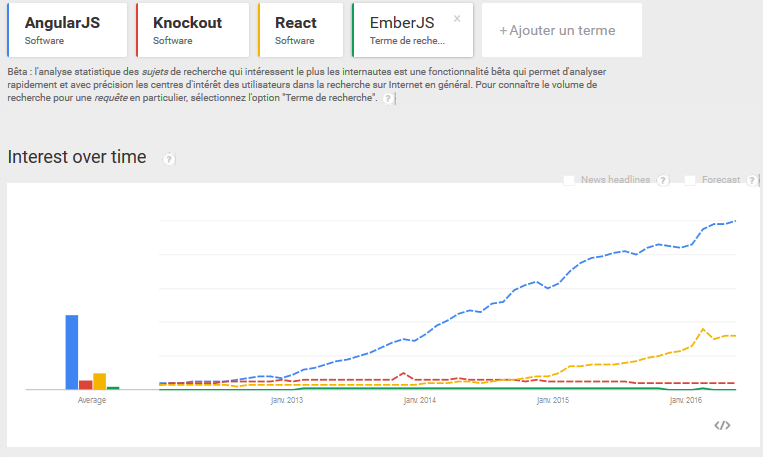 AngularJS Knockout React EmberJS x
Software Software Software Terme de reche... + Ajouter un terme
Bêta : l'analyse statistique des sujets de recherche qui intéressent le plus les internautes est une fonctionnalité bêta qui permet d'analyser
rapidement et avec précision les centres d'intérêt des utilisateurs dans la recherche sur Internet en général. Pour connaître le volume de
recherche pour une requête en particulier, sélectionnez l'option "Terme de recherche". ?
Interest over time ?
News headlines ? Forecast ?
Average janv. 2013 janv. 2014 janv. 2015 janv. 2016
</>